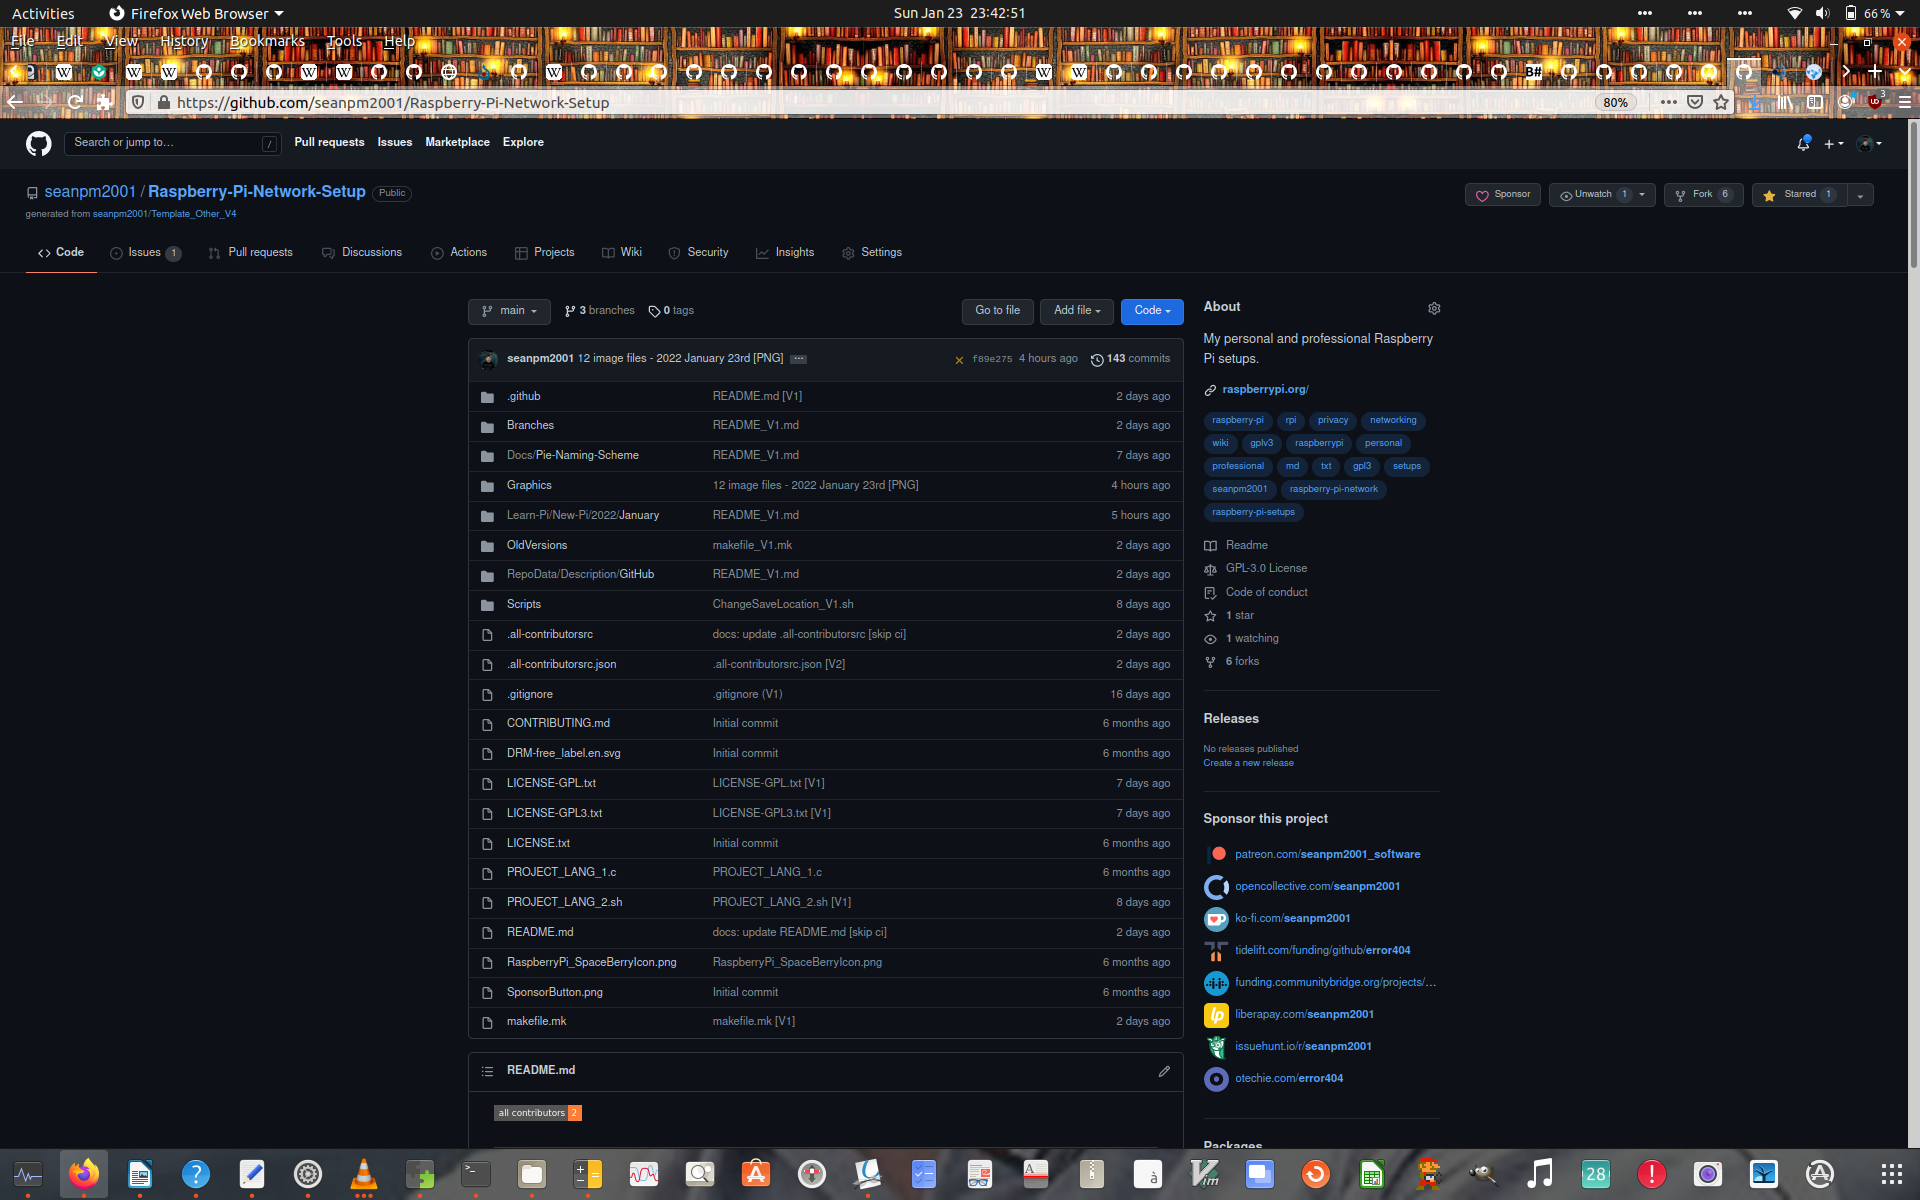 Activities Firefox Web Browser Sun Jan 23 23:42:51 66 %
File Edit View History Bookmarks Tools Help
https://github.com/seanpm2001/Raspberry-Pi-Network-Setup 80%
Search or jump to… / Pull requests Issues Marketplace Explore
seanpm2001 / Raspberry-Pi-Network-Setup Public
Sponsor Unwatch 1 Fork 6 Starred 1
generated from seanpm2001/Template_Other_V4
Code Issues 1 Pull requests Discussions Actions Projects Wiki Security Insights Settings
main 3 branches 0 tags Go to file Add file Code
seanpm2001 12 image files - 2022 January 23rd [PNG] f89e275 4 hours ago 143 commits
.github README.md [V1] 2 days ago
Branches README_V1.md 2 days ago
Docs/Pie-Naming-Scheme README_V1.md 7 days ago
Graphics 12 image files - 2022 January 23rd [PNG] 4 hours ago
Learn-Pi/New-Pi/2022/January README_V1.md 5 hours ago
OldVersions makefile_V1.mk 2 days ago
RepoData/Description/GitHub README_V1.md 2 days ago
Scripts ChangeSaveLocation_V1.sh 8 days ago
.all-contributorsrc docs: update .all-contributorsrc [skip ci] 2 days ago
.all-contributorsrc.json .all-contributorsrc.json [V2] 2 days ago
.gitignore .gitignore (V1) 16 days ago
CONTRIBUTING.md Initial commit 6 months ago
DRM-free_label.en.svg Initial commit 6 months ago
LICENSE-GPL.txt LICENSE-GPL.txt [V1] 7 days ago
LICENSE-GPL3.txt LICENSE-GPL3.txt [V1] 7 days ago
LICENSE.txt Initial commit 6 months ago
PROJECT_LANG_1.c PROJECT_LANG_1.c 6 months ago
PROJECT_LANG_2.sh PROJECT_LANG_2.sh [V1] 8 days ago
README.md docs: update README.md [skip ci] 2 days ago
RaspberryPi_SpaceBerryIcon.png RaspberryPi_SpaceBerryIcon.png 6 months ago
SponsorButton.png Initial commit 6 months ago
makefile.mk makefile.mk [V1] 2 days ago
README.md
all contributors 2
About
My personal and professional Raspberry
Pi setups.
raspberrypi.org/
raspberry-pi rpi privacy networking
wiki gplv3 raspberrypi personal
professional md txt gpl3 setups
seanpm2001 raspberry-pi-network
raspberry-pi-setups
Readme
GPL-3.0 License
Code of conduct
1 star
1 watching
6 forks
Releases
No releases published
Create a new release
Sponsor this project
patreon.com/seanpm2001_software
opencollective.com/seanpm2001
ko-fi.com/seanpm2001
tidelift.com/funding/github/error404
funding.communitybridge.org/projects/…
liberapay.com/seanpm2001
issuehunt.io/r/seanpm2001
otechie.com/error404
Packages
28